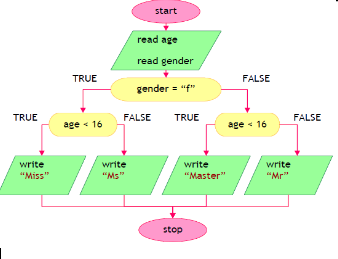 start
read age
read gender
TRUE
FALSE
gender = “f”
TRUE
FALSE
TRUE
FALSE
age < 16
age < 16
write
“Miss”
write
“Ms”
write
“Master”
write
“Mr”
stop